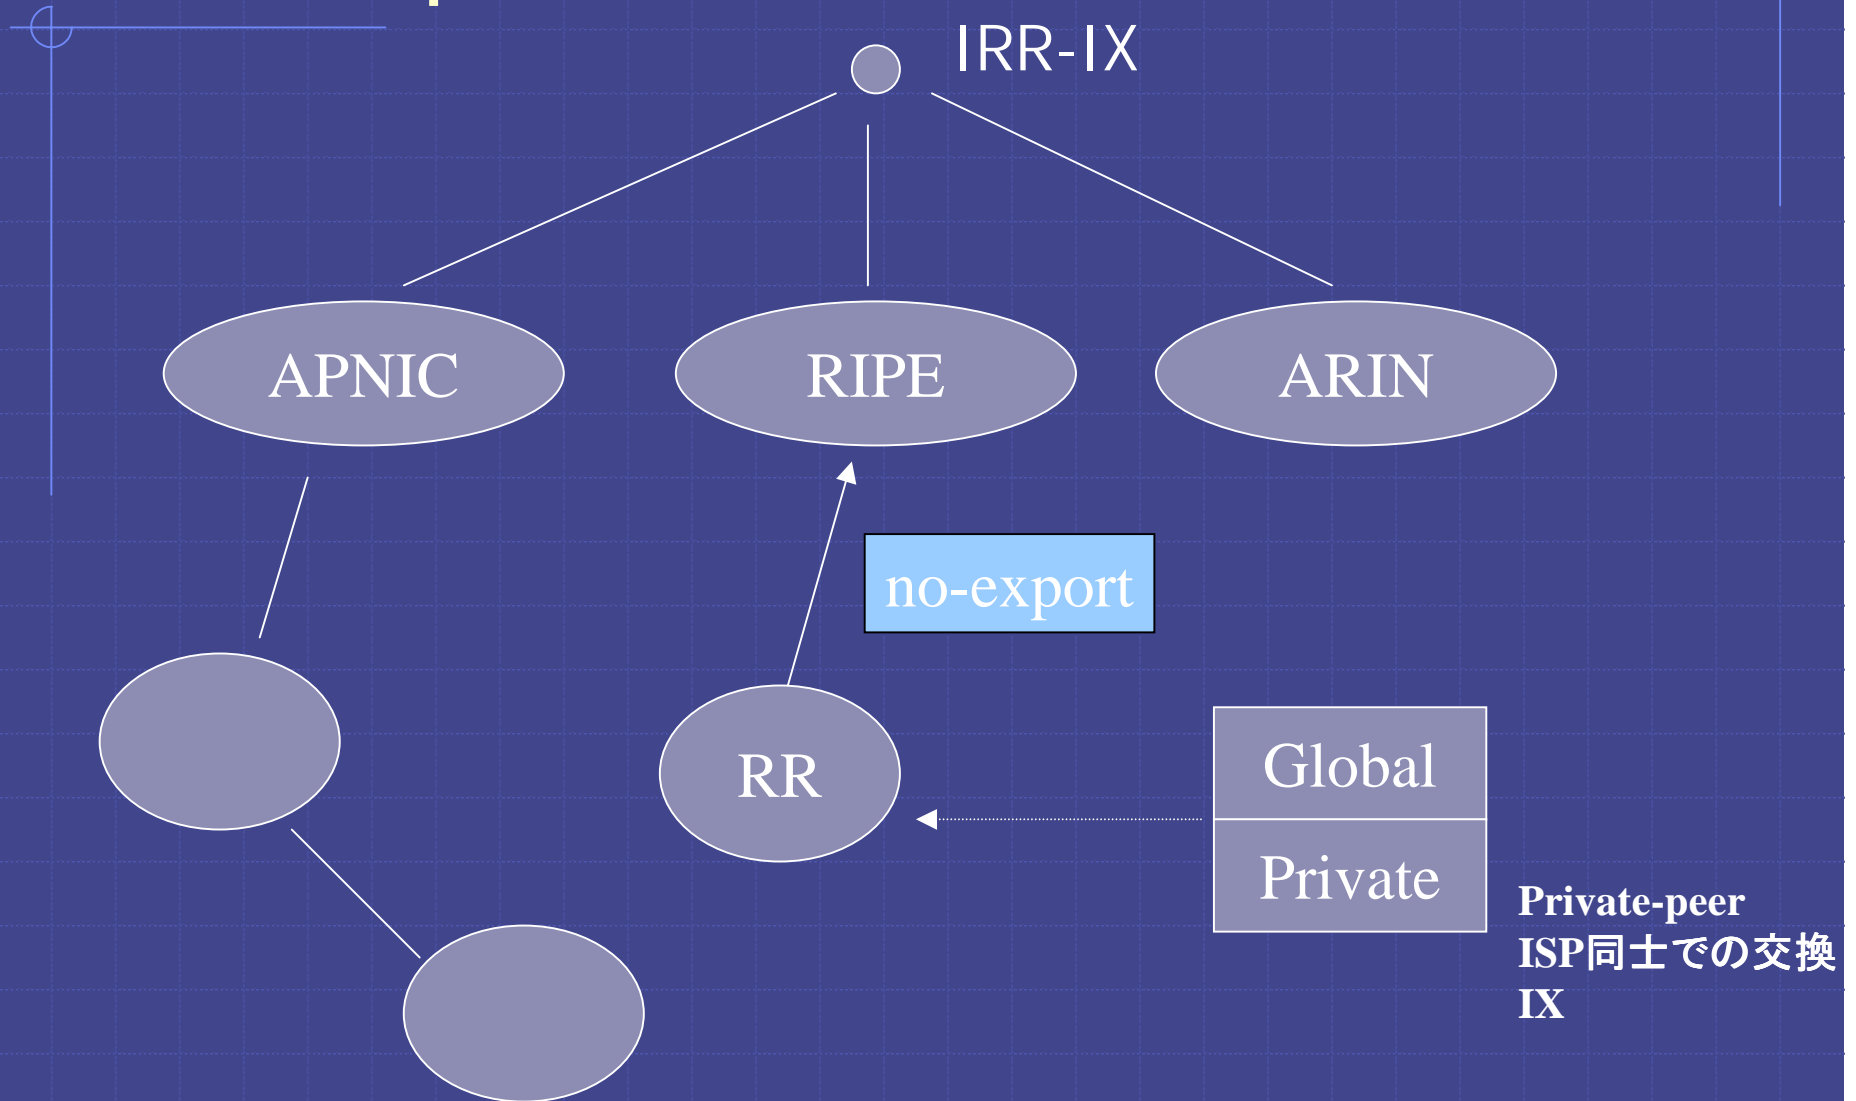 IRR-IX
APNIC
RIPE
ARIN
no-export
RR
Global
Private
Private-peer
ISP同士での交換
IX